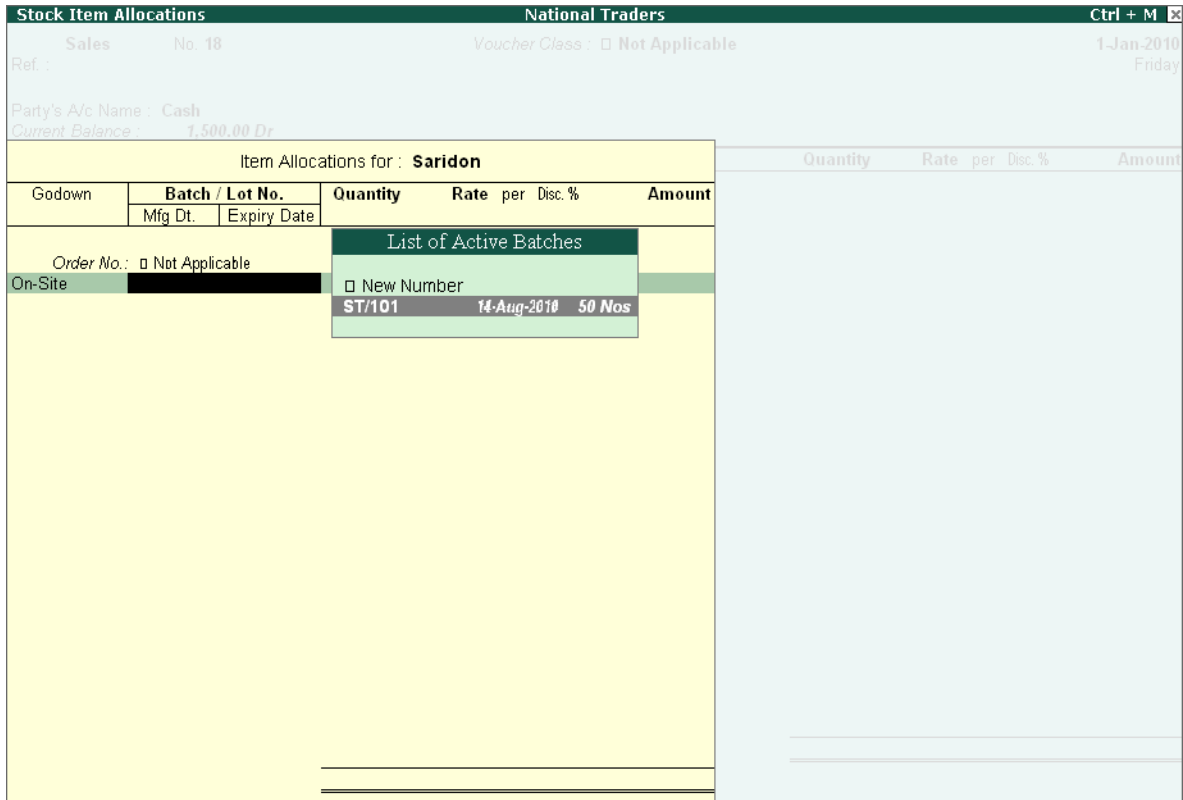 Stock Item Allocations National Traders Ctrl + M
Sales No. 18 Voucher Class : Not Applicable 1-Jan-2010
Ref. : Friday
Party's A/c Name : Cash
Current Balance : 1,500.00 Dr
Item Allocations for : Saridon Quantity Rate per Disc. % Amount
Godown Batch / Lot No. Quantity Rate per Disc. % Amount
Mfg Dt. Expiry Date
List of Active Batches
Order No.: Not Applicable
On-Site New Number
ST/101 14-Aug-2010 50 Nos